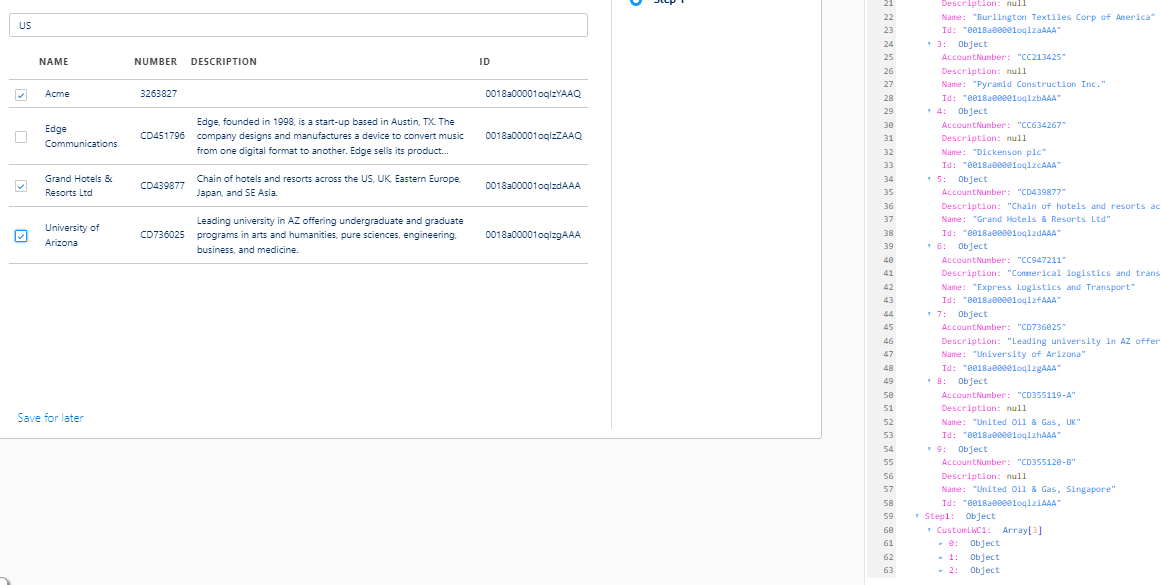 US
NAME NUMBER DESCRIPTION ID
Acme 3263827 0018a00001oqlzYAAQ
Edge Communications CD451796 Edge, founded in 1998, is a start-up based in Austin, TX. The company designs and manufactures a device to convert music from one digital format to another. Edge sells its product... 0018a00001oqlzZAAQ
Grand Hotels & Resorts Ltd CD439877 Chain of hotels and resorts across the US, UK, Eastern Europe, Japan, and SE Asia. 0018a00001oqlzdAAA
University of Arizona CD736025 Leading university in AZ offering undergraduate and graduate programs in arts and humanities, pure sciences, engineering, business, and medicine. 0018a00001oqlzgAAA
Save for later
Step 1
21 Description: null
22 Name: "Burlington Textiles Corp of America"
23 Id: "0018a00001oqlzaAAA"
24 3: Object
25 AccountNumber: "CC213425"
26 Description: null
27 Name: "Pyramid Construction Inc."
28 Id: "0018a00001oqlzbAAA"
29 4: Object
30 AccountNumber: "CC634267"
31 Description: null
32 Name: "Dickenson plc"
33 Id: "0018a00001oqlzcAAA"
34 5: Object
35 AccountNumber: "CD439877"
36 Description: "Chain of hotels and resorts ac
37 Name: "Grand Hotels & Resorts Ltd"
38 Id: "0018a00001oqlzdAAA"
39 6: Object
40 AccountNumber: "CC947211"
41 Description: "Commerical logistics and trans
42 Name: "Express Logistics and Transport"
43 Id: "0018a00001oqlzfAAA"
44 7: Object
45 AccountNumber: "CD736025"
46 Description: "Leading university in AZ offer
47 Name: "University of Arizona"
48 Id: "0018a00001oqlzgAAA"
49 8: Object
50 AccountNumber: "CD355119-A"
51 Description: null
52 Name: "United Oil & Gas, UK"
53 Id: "0018a00001oqlzhAAA"
54 9: Object
55 AccountNumber: "CD355120-B"
56 Description: null
57 Name: "United Oil & Gas, Singapore"
58 Id: "0018a00001oqlziAAA"
59 Step1: Object
60 CustomLWC1: Array[3]
61 0: Object
62 1: Object
63 2: Object